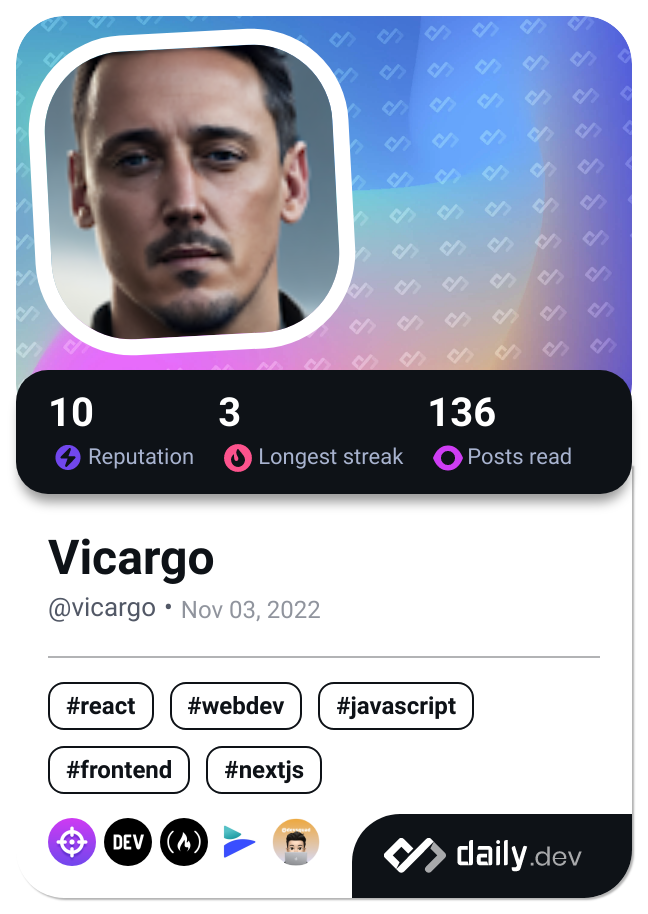 10 3 136
Reputation Longest streak Posts read
Vicargo
@vicargo • Nov 03, 2022
#react #webdev #javascript
#frontend #nextjs
DEV
daily.dev